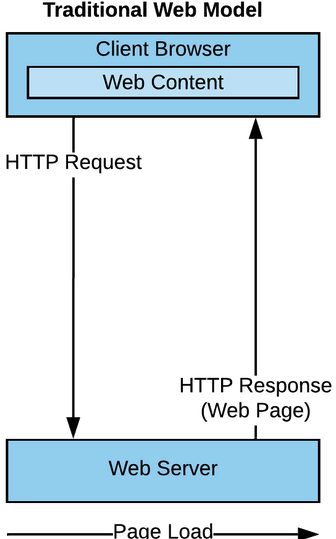 Traditional Web Model
Client Browser
Web Content
HTTP Request
HTTP Response
(Web Page)
Web Server
Page Load